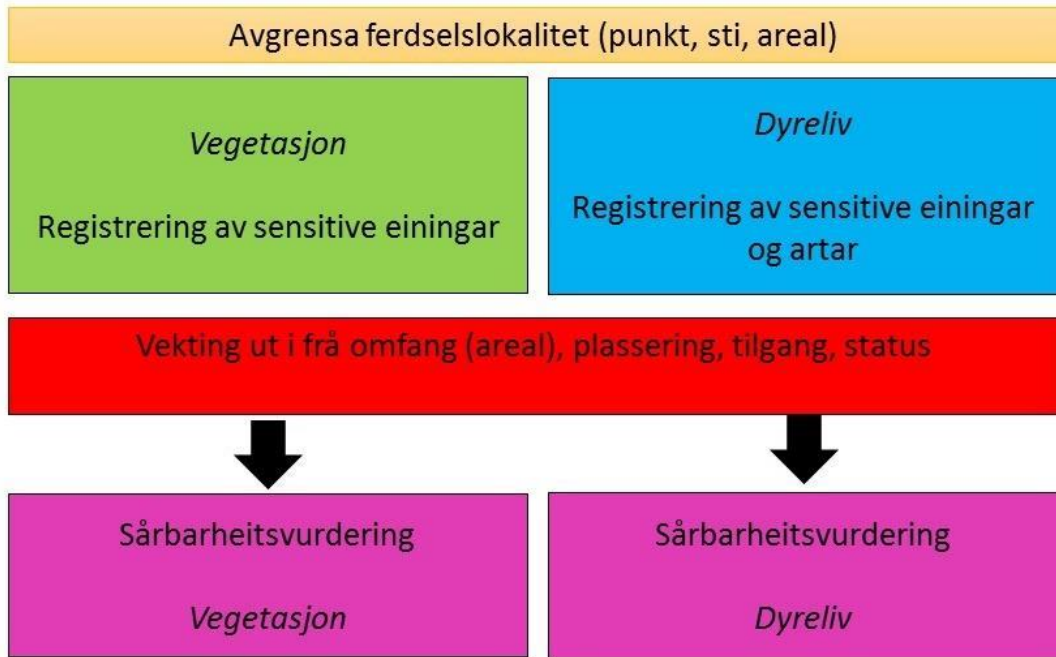 Avgrensa ferdselslokalitet (punkt, sti, areal)
Vegetasjon
Registrering av sensitive einingar
Dyreliv
Registrering av sensitive einingar
og artar
Vekting ut i frå omfang (areal), plassering, tilgang, status
Sårbarheitsvurdering
Vegetasjon
Sårbarheitsvurdering
Dyreliv